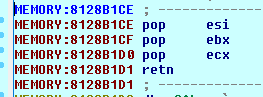 MEMORY:8128B1CE ; ---------------
MEMORY:8128B1CE pop esi
MEMORY:8128B1CF pop ebx
MEMORY:8128B1D0 pop ecx
MEMORY:8128B1D1 retn
MEMORY:8128B1D1 ; ---------------